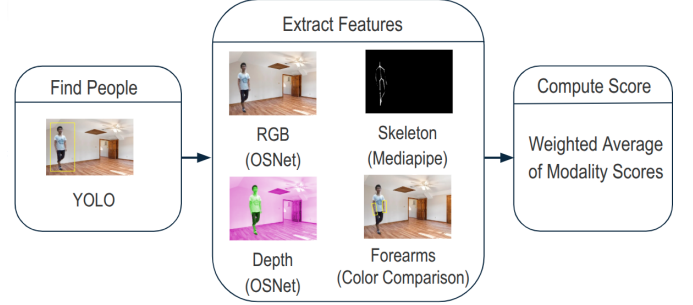 Find People
YOLO
Extract Features
RGB
(OSNet)
Skeleton
(Mediapipe)
Depth
(OSNet)
Forearms
(Color Comparison)
Compute Score
Weighted Average
of Modality Scores